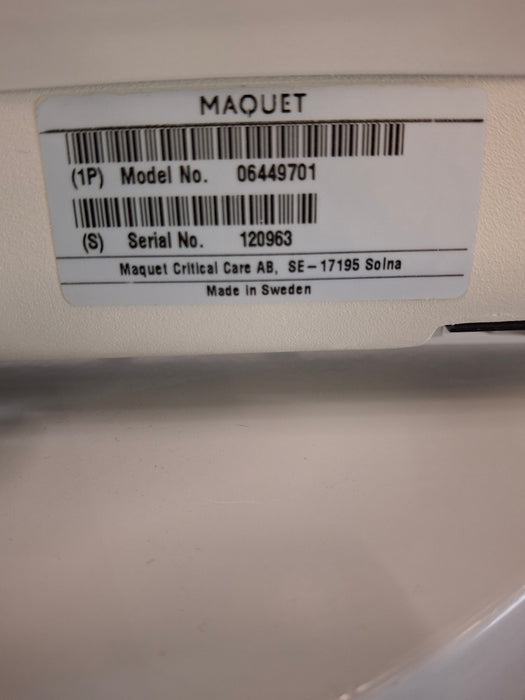 MAQUET
(1P) Model No. 06449701
(S) Serial No. 120963
Maquet Critical Care AB, SE-17195 Solna
Made in Sweden